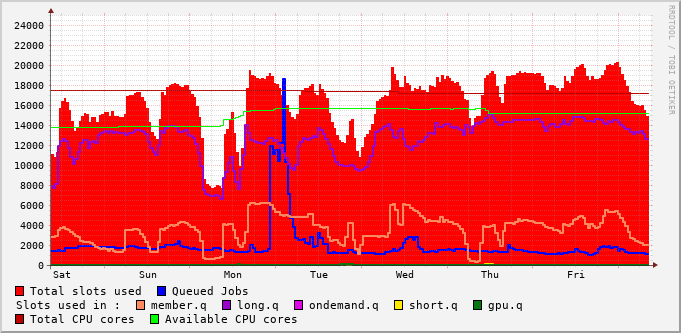 24000
22000
20000
18000
16000
14000
12000
10000
8000
6000
4000
2000
0
Sat Sun Mon Tue Wed Thu Fri
Total slots used Queued Jobs
Slots used in : member.q long.q ondemand.q short.q gpu.q
Total CPU cores Available CPU cores
RRDTOOL / TOBI OETIKER